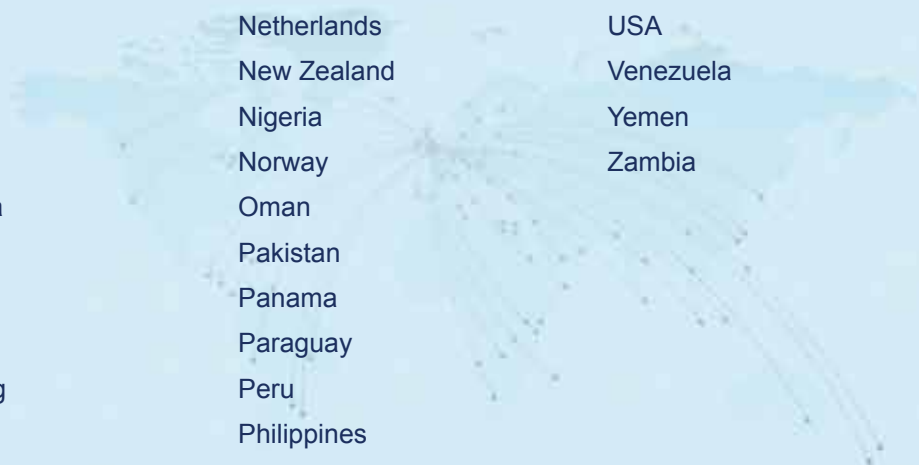 Netherlands
New Zealand
Nigeria
Norway
Oman
Pakistan
Panama
Paraguay
Peru
Philippines
USA
Venezuela
Yemen
Zambia